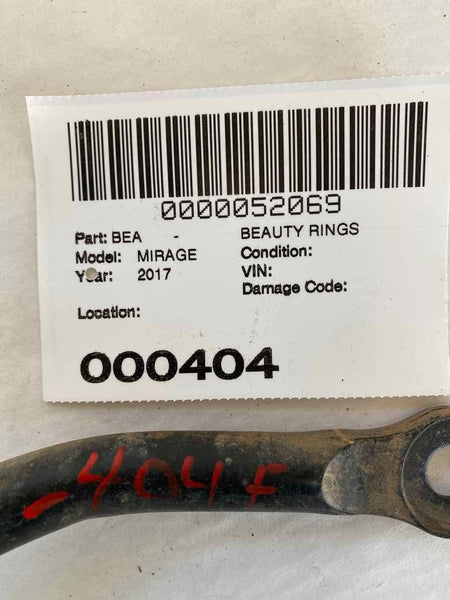 0000052069
Part: BEA - BEAUTY RINGS
Model: MIRAGE Condition:
Year: 2017 VIN:
Damage Code:
Location:
000404
-404F